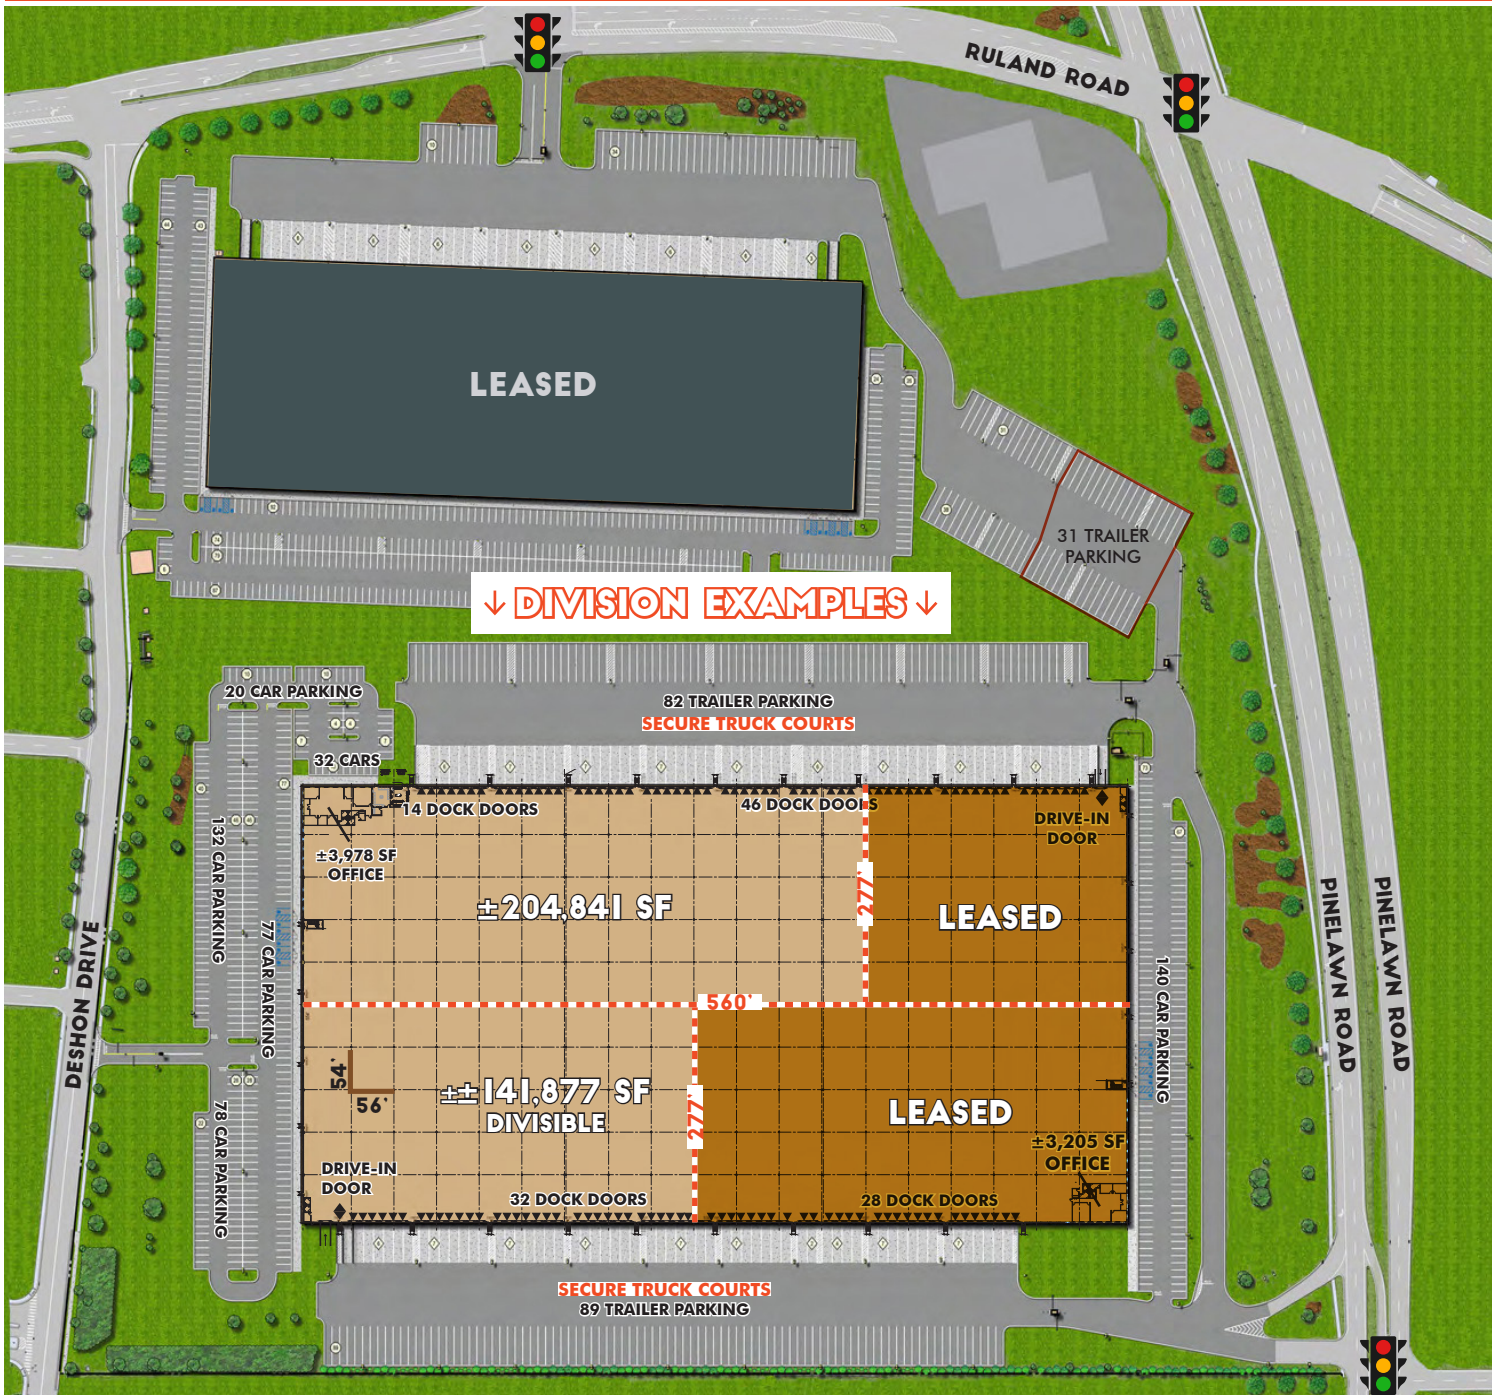 RULAND ROAD
LEASED
31 TRAILER
PARKING
↓ DIVISION EXAMPLES ↓
20 CAR PARKING
82 TRAILER PARKING
SECURE TRUCK COURTS
32 CARS
14 DOCK DOORS
46 DOCK DOORS
DRIVE-IN
DOOR
±3,978 SF
OFFICE
132 CAR PARKING
77 CAR PARKING
±204,841 SF
277'
LEASED
DESHON DRIVE
PINELAWN ROAD
PINELAWN ROAD
140 CAR PARKING
560'
54'
56'
±±141,877 SF
DIVISIBLE
277'
LEASED
±3,205 SF
OFFICE
78 CAR PARKING
DRIVE-IN
DOOR
32 DOCK DOORS
28 DOCK DOORS
SECURE TRUCK COURTS
89 TRAILER PARKING